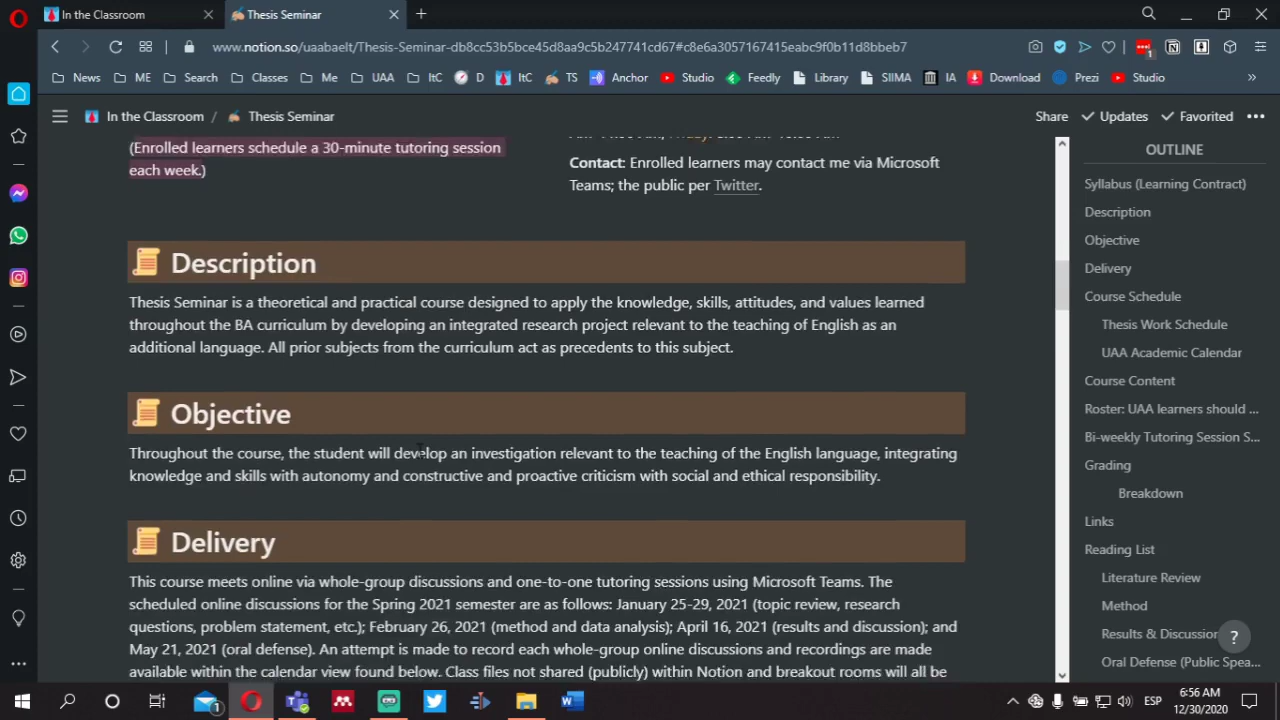 In the Classroom
Thesis Seminar
www.notion.so/uaabaelt/Thesis-Seminar-db8cc53b5bce45d8aa9c5b247741cd67#c8e6a3057167415eabc9f0b11d8bbeb7
1
News
ME
Search
Classes
Me
UAA
ItC
D
ItC
TS
Anchor
Studio
Feedly
Library
SIIMA
IA
Download
Prezi
Studio
In the Classroom / Thesis Seminar
Share
Updates
Favorited
(Enrolled learners schedule a 30-minute tutoring session
each week.)
Contact: Enrolled learners may contact me via Microsoft
Teams; the public per Twitter.
Description
Thesis Seminar is a theoretical and practical course designed to apply the knowledge, skills, attitudes, and values learned
throughout the BA curriculum by developing an integrated research project relevant to the teaching of English as an
additional language. All prior subjects from the curriculum act as precedents to this subject.
Objective
Throughout the course, the student will develop an investigation relevant to the teaching of the English language, integrating
knowledge and skills with autonomy and constructive and proactive criticism with social and ethical responsibility.
Delivery
This course meets online via whole-group discussions and one-to-one tutoring sessions using Microsoft Teams. The
scheduled online discussions for the Spring 2021 semester are as follows: January 25-29, 2021 (topic review, research
questions, problem statement, etc.); February 26, 2021 (method and data analysis); April 16, 2021 (results and discussion); and
May 21, 2021 (oral defense). An attempt is made to record each whole-group online discussions and recordings are made
available within the calendar view found below. Class files not shared (publicly) within Notion and breakout rooms will all be
OUTLINE
Syllabus (Learning Contract)
Description
Objective
Delivery
Course Schedule
Thesis Work Schedule
UAA Academic Calendar
Course Content
Roster: UAA learners should ...
Bi-weekly Tutoring Session S...
Grading
Breakdown
Links
Reading List
Literature Review
Method
Results & Discussion
Oral Defense (Public Spea...
?
1
ESP
6:56 AM
12/30/2020